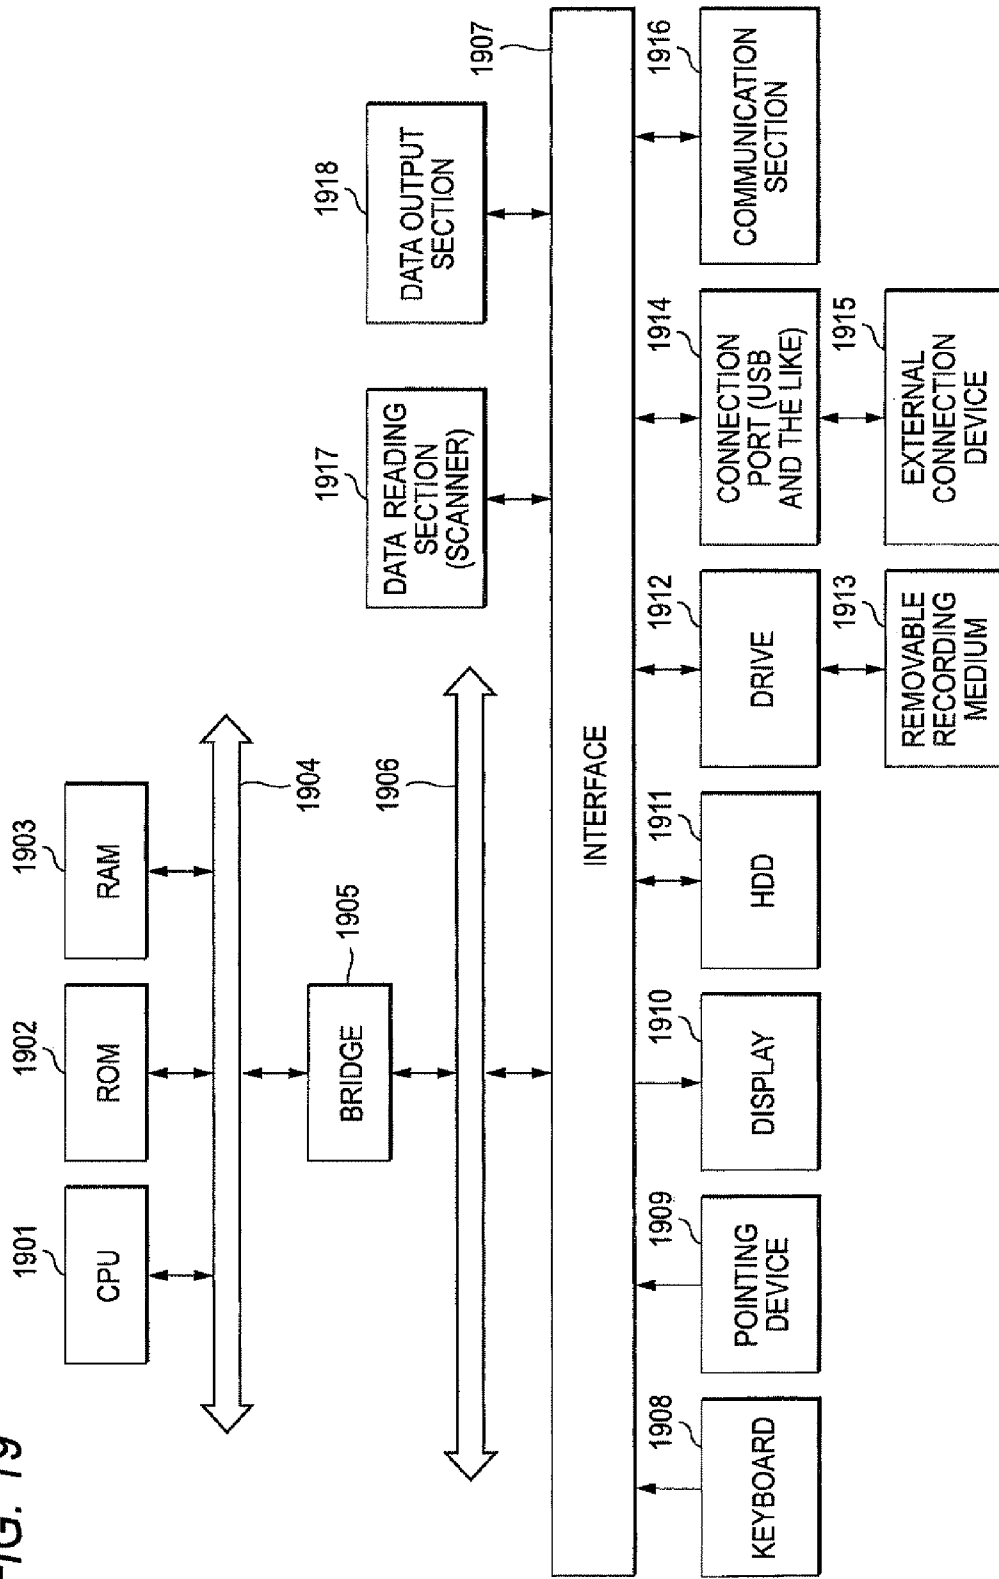 FIG. 19
1901
CPU
1902
ROM
1903
RAM
1904
1905
BRIDGE
1906
1917
DATA READING
SECTION
(SCANNER)
1918
DATA OUTPUT
SECTION
1907
INTERFACE
1908
KEYBOARD
1909
POINTING
DEVICE
1910
DISPLAY
1911
HDD
1912
DRIVE
1913
REMOVABLE
RECORDING
MEDIUM
1914
CONNECTION
PORT (USB
AND THE LIKE)
1915
EXTERNAL
CONNECTION
DEVICE
1916
COMMUNICATION
SECTION